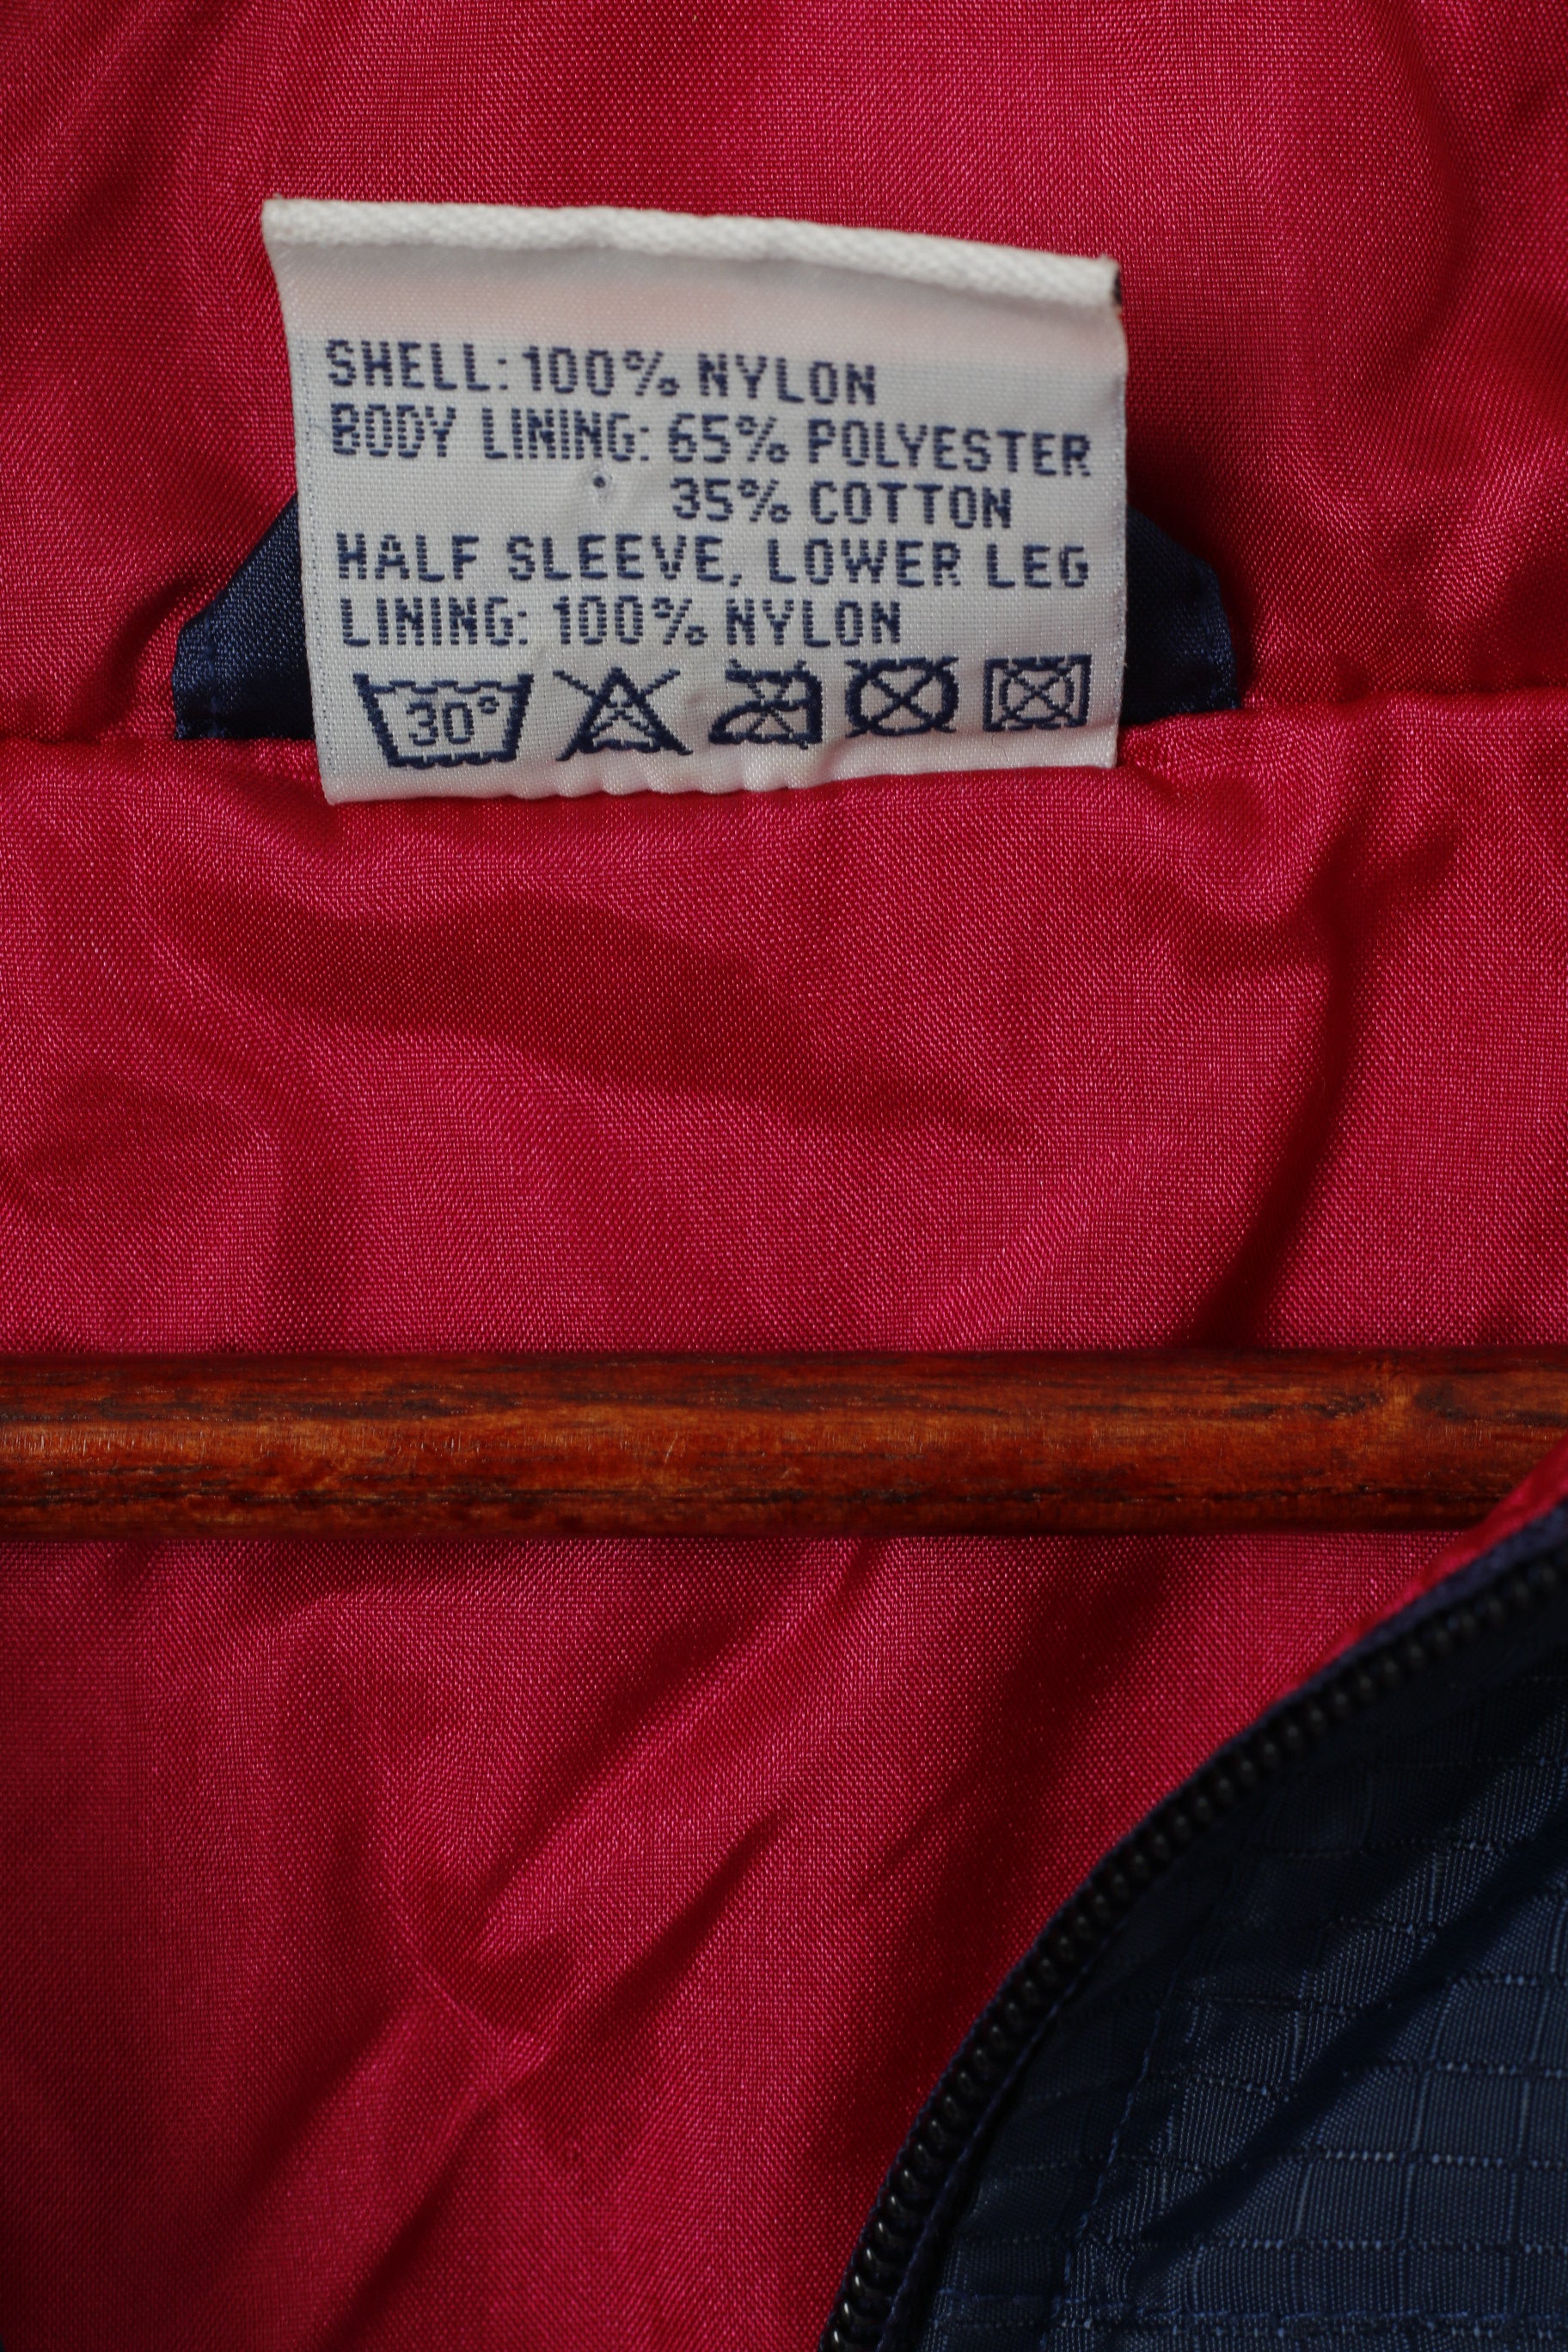 SHELL: 100% NYLON
BODY LINING: 65% POLYESTER
35% COTTON
HALF SLEEVE, LOWER LEG
LINING: 100% NYLON
30°